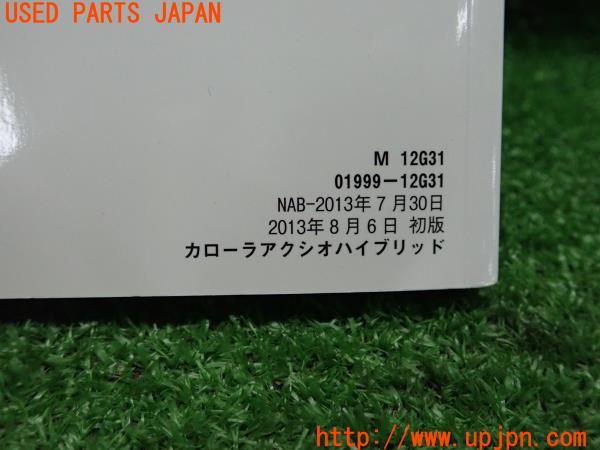 USED PARTS JAPAN
M 12G31
01999-12G31
NAB-2013年7月30日
2013年8月6日 初版
カローラアクシオハイブリッド
http://www.upjpn.com/